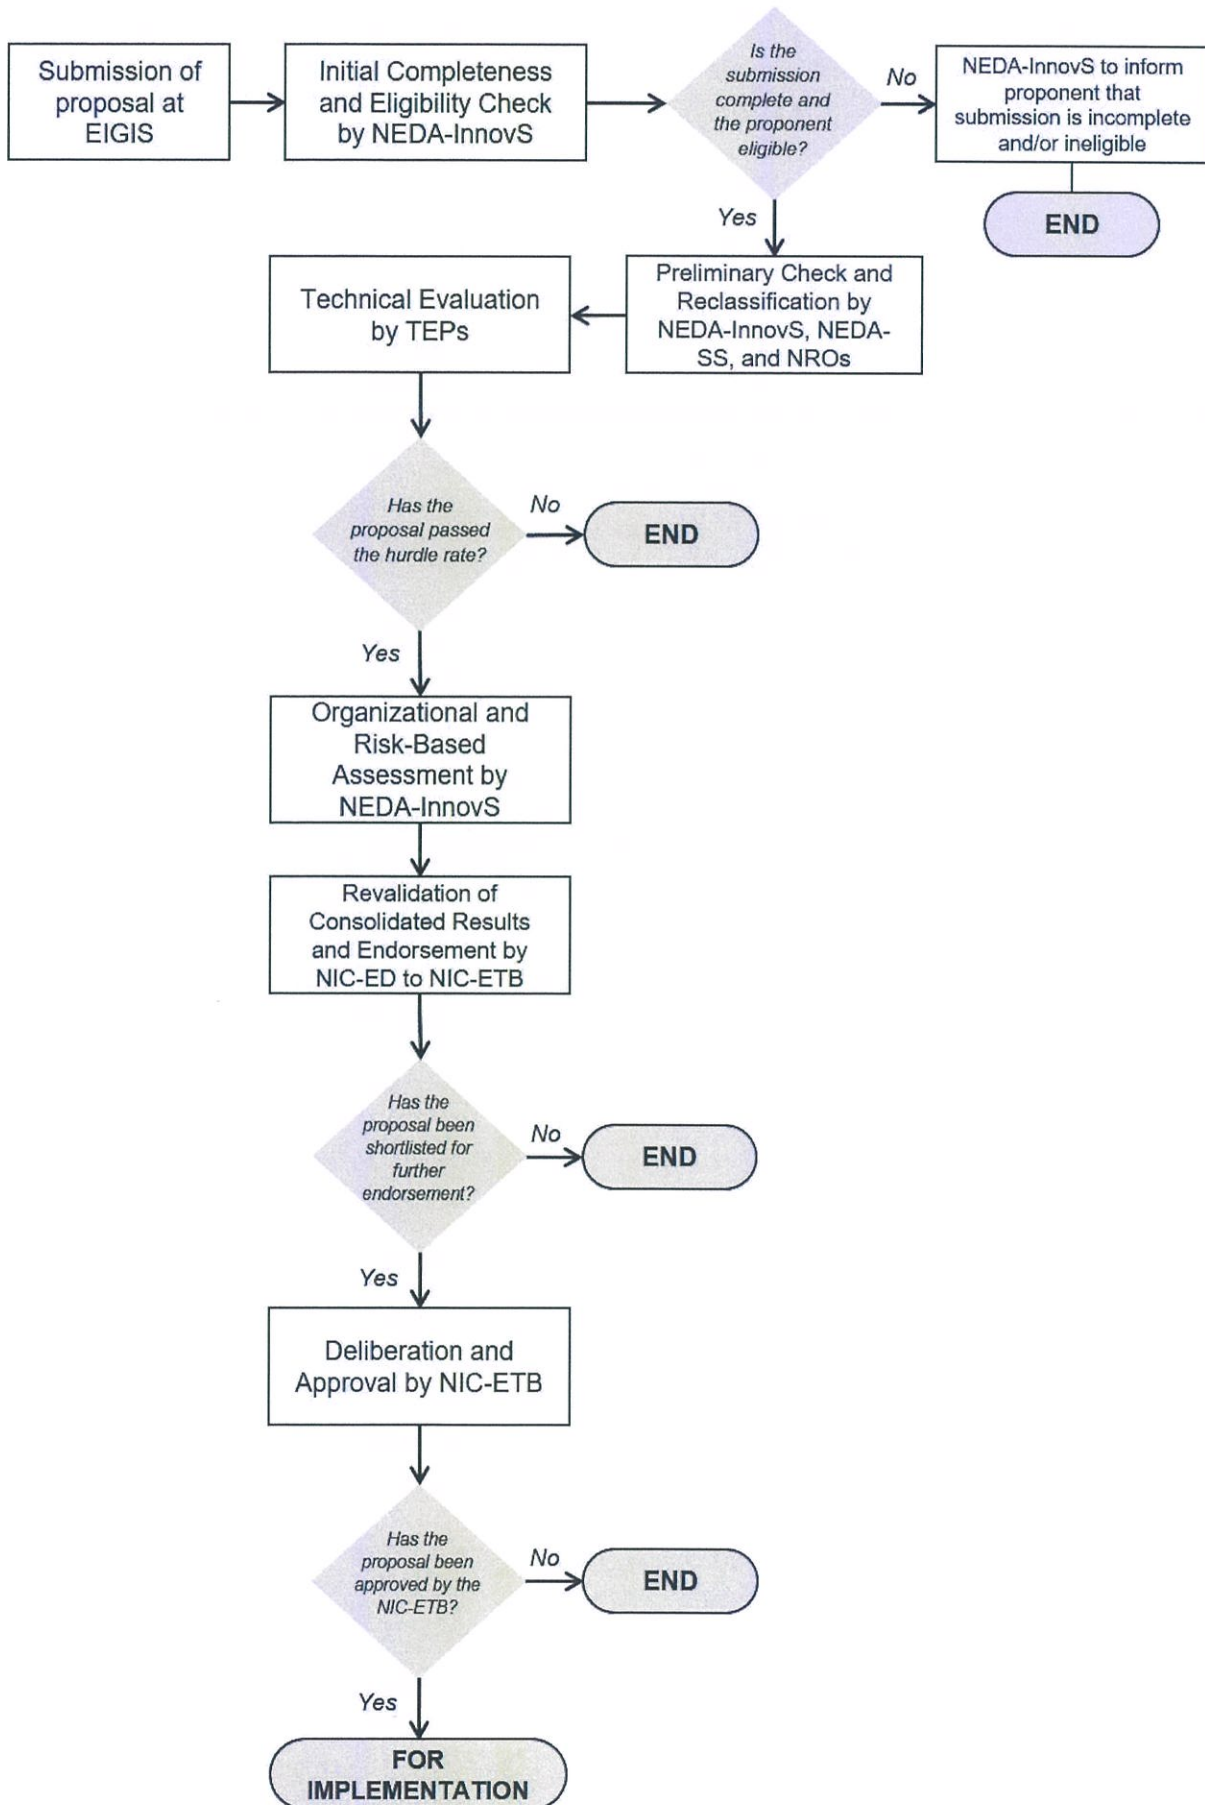 Submission of
proposal at
EIGIS
Initial Completeness
and Eligibility Check
by NEDA-InnovS
Is the
submission
complete and
the proponent
eligible?
No
NEDA-InnovS to inform
proponent that
submission is incomplete
and/or ineligible
END
Yes
Preliminary Check and
Reclassification by
NEDA-InnovS, NEDA-
SS, and NROs
Technical Evaluation
by TEPs
Has the
proposal passed
the hurdle rate?
No
END
Yes
Organizational and
Risk-Based
Assessment by
NEDA-InnovS
Revalidation of
Consolidated Results
and Endorsement by
NIC-ED to NIC-ETB
Has the
proposal been
shortlisted for
further
endorsement?
No
END
Yes
Deliberation and
Approval by NIC-ETB
Has the
proposal been
approved by the
NIC-ETB?
No
END
Yes
FOR
IMPLEMENTATION